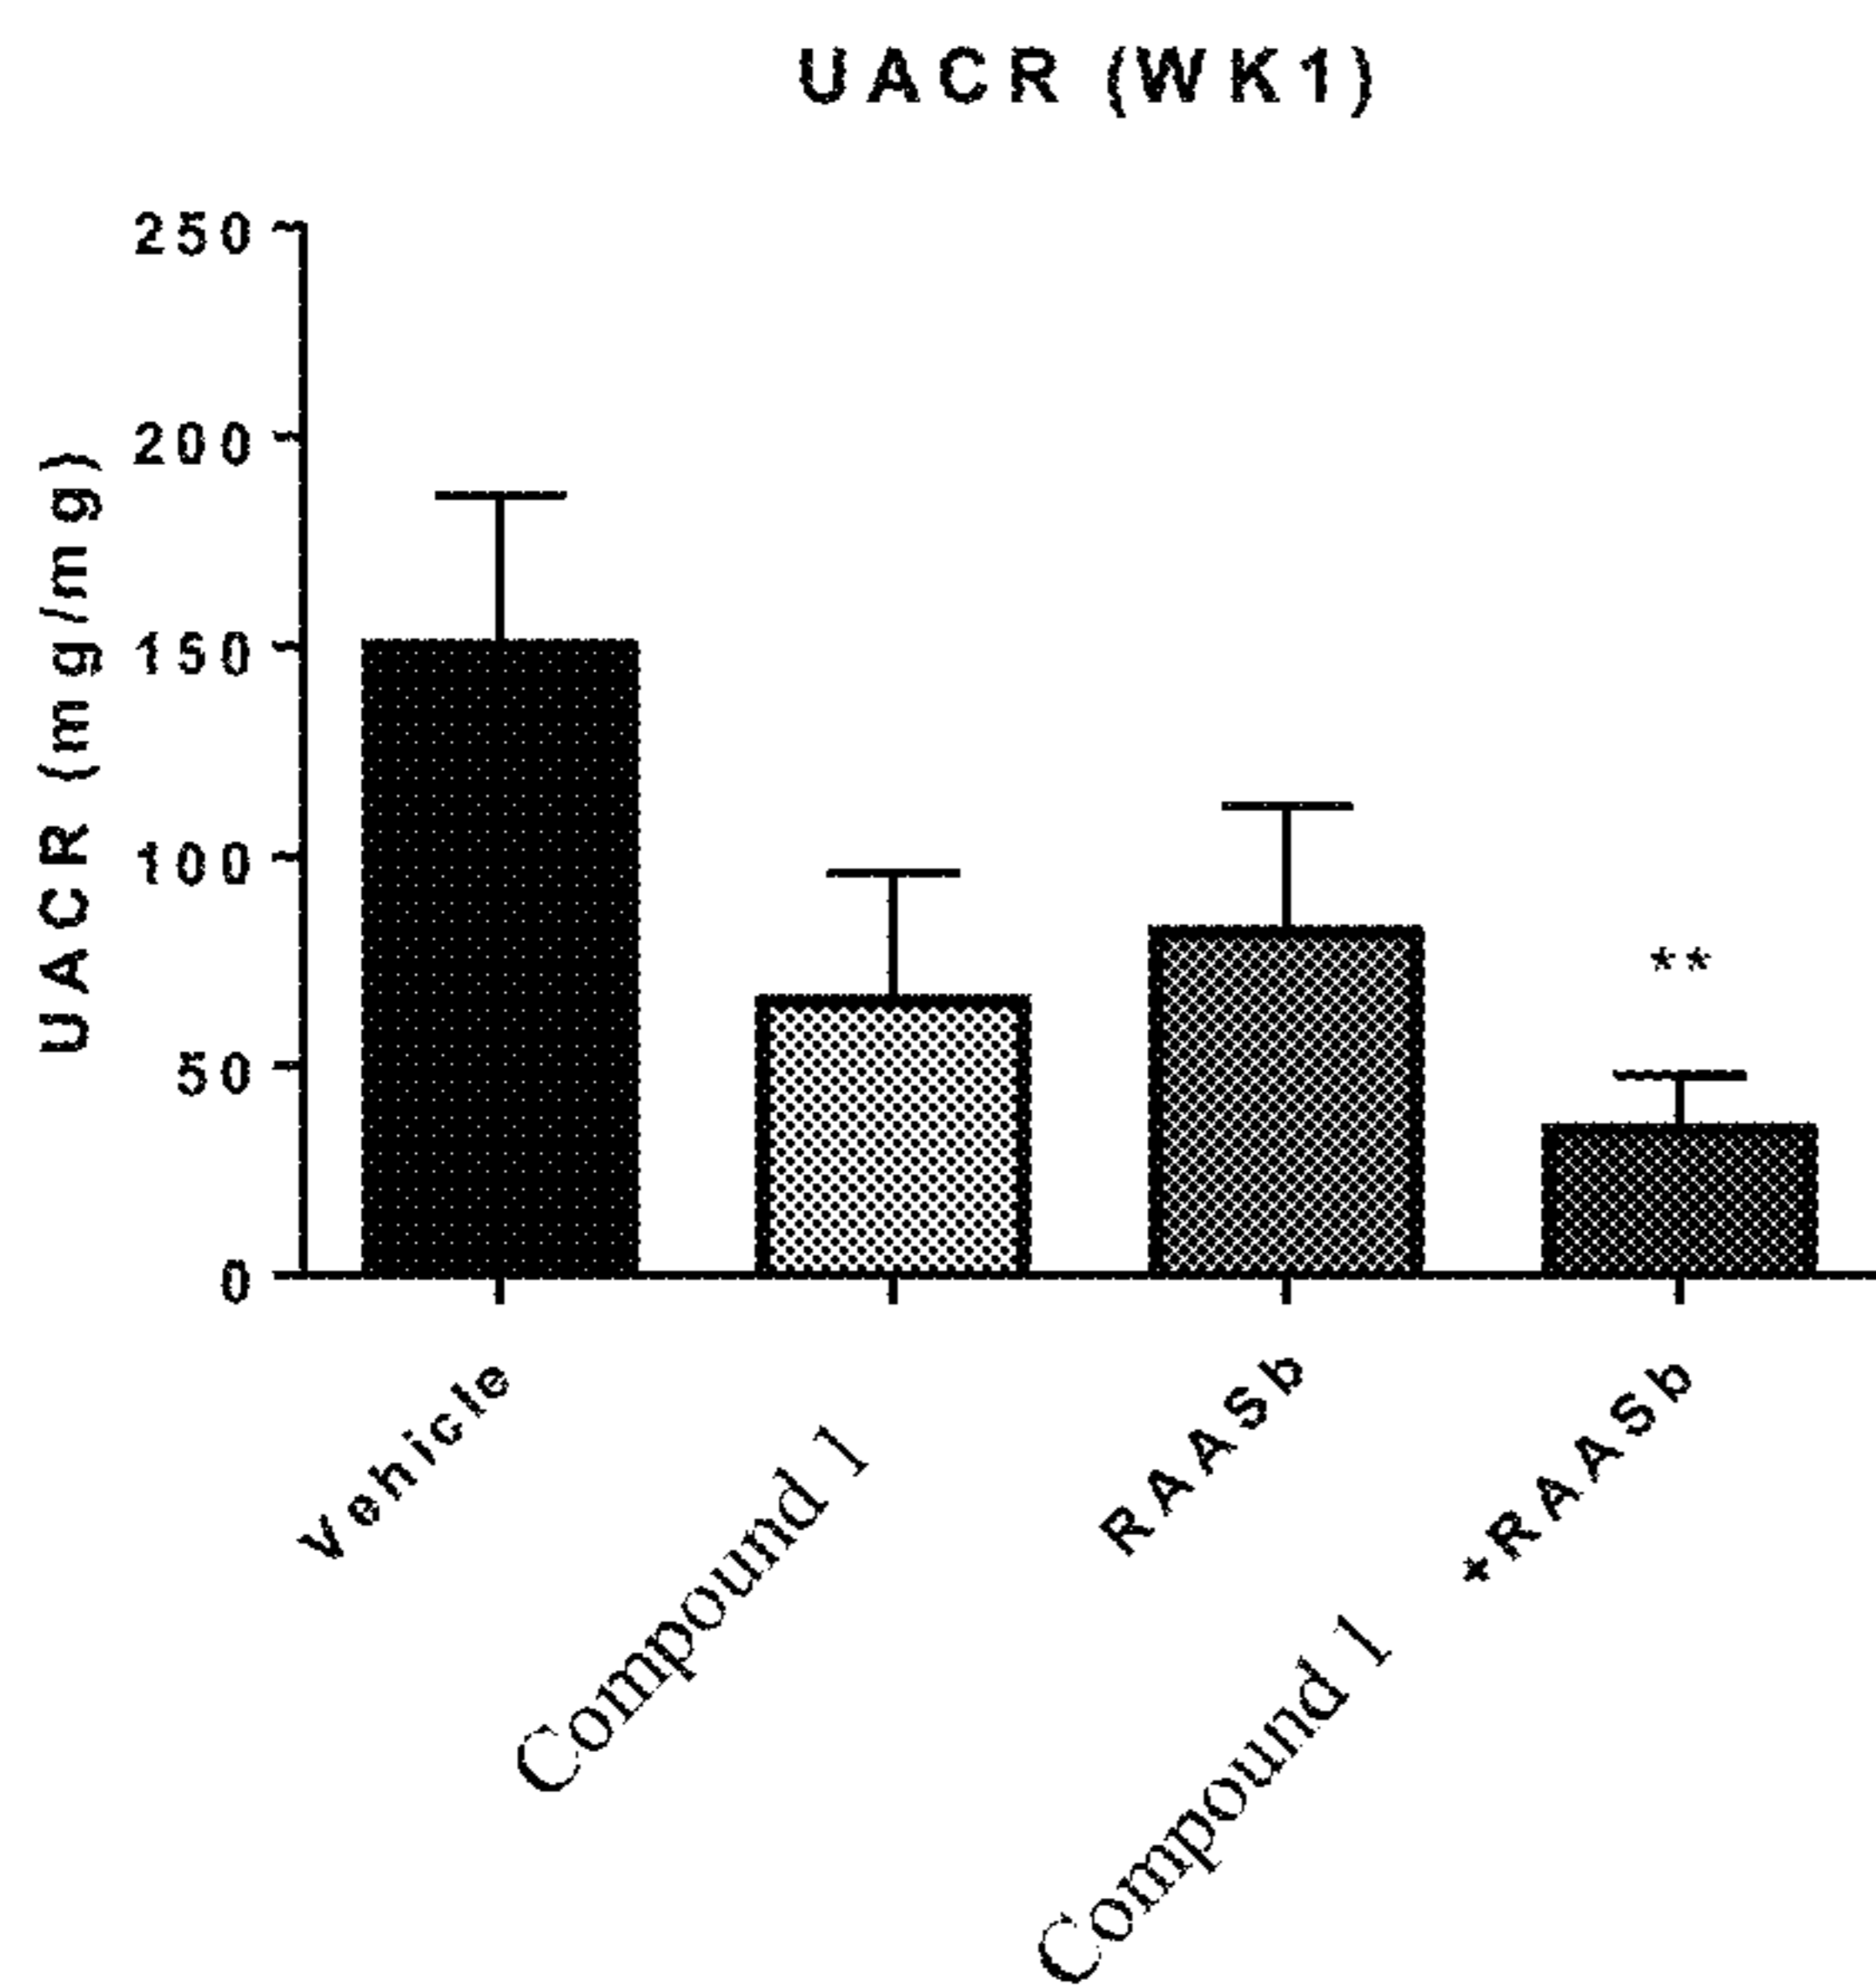 UACR (WK1)
UACR (mg/mg)
250
200
150
100
50
0
**
Vehicle
Compound 1
RAASb
Compound 1 +RAASb